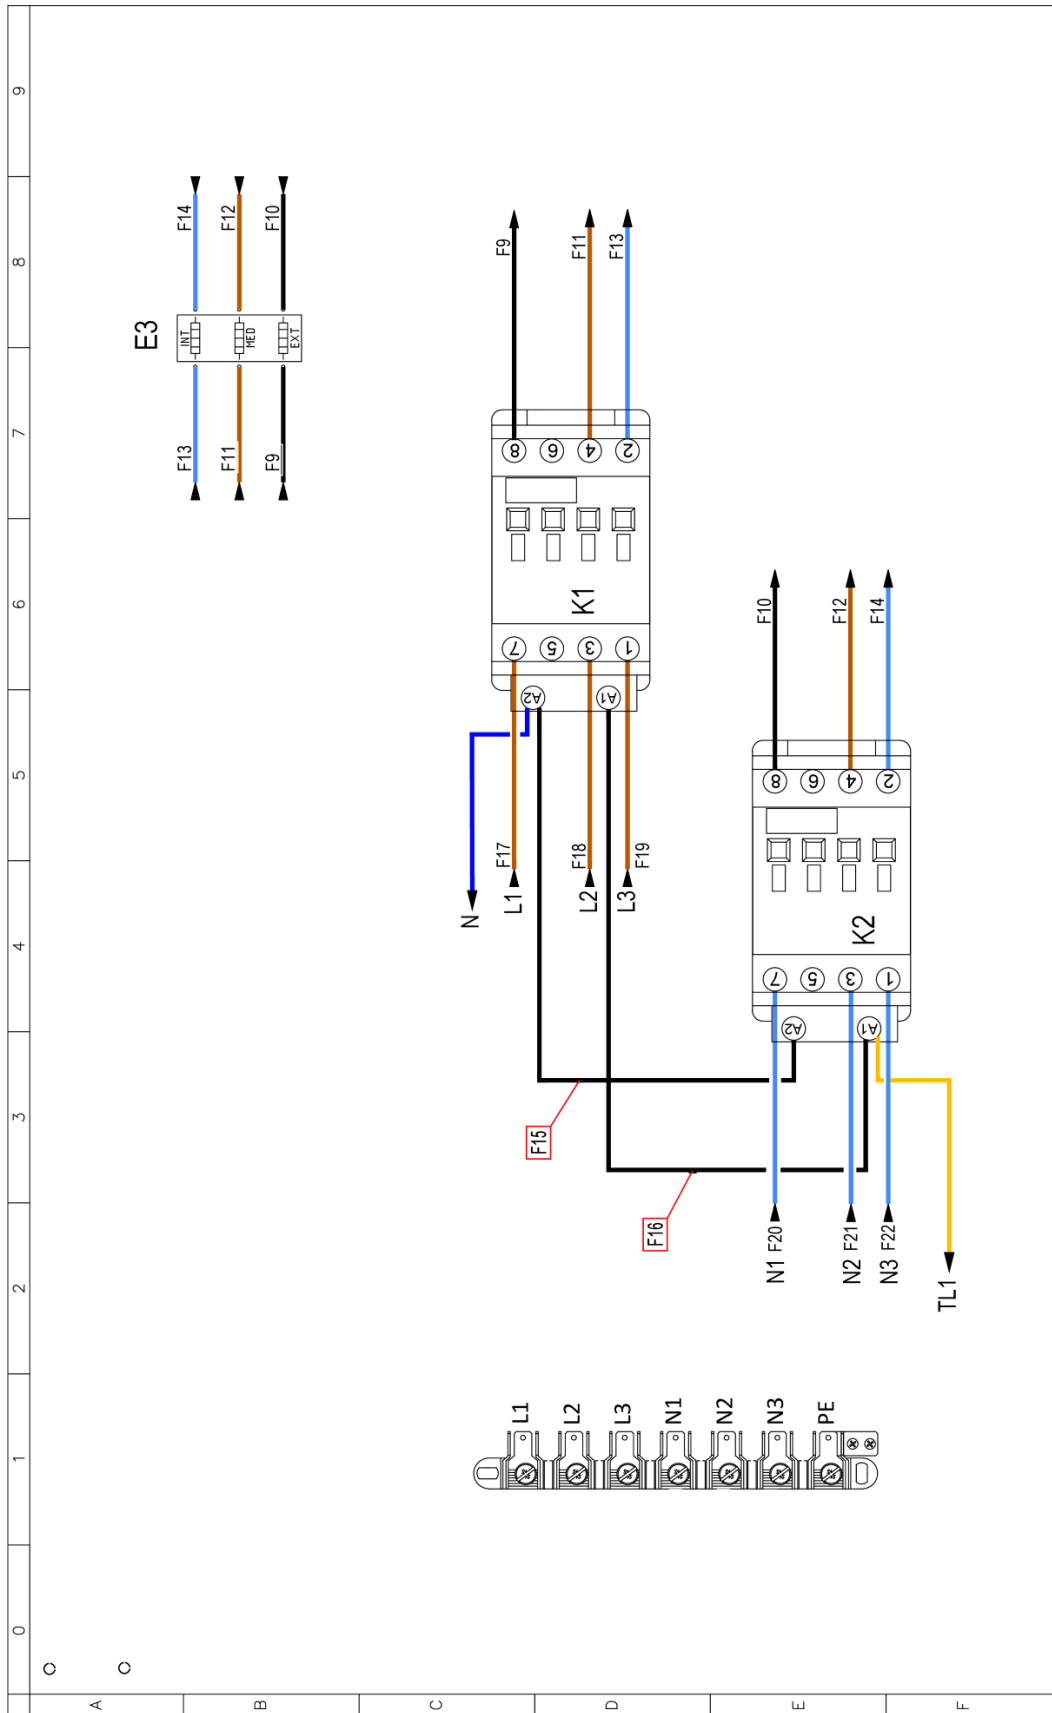 0 1 2 3 4 5 6 7 8 9
A
B
C
D
E
F
E3
F13 INT F14
F11 MED F12
F9 EXT F10
N
L1 F17 7 8 F9
5 6
L2 F18 3 4 F11
L3 F19 1 2 F13
A2
A1
K1
F15
F16
N1 F20 7 8 F10
5 6
N2 F21 3 4 F12
N3 F22 1 2 F14
A2
A1
K2
TL1
L1
L2
L3
N1
N2
N3
PE